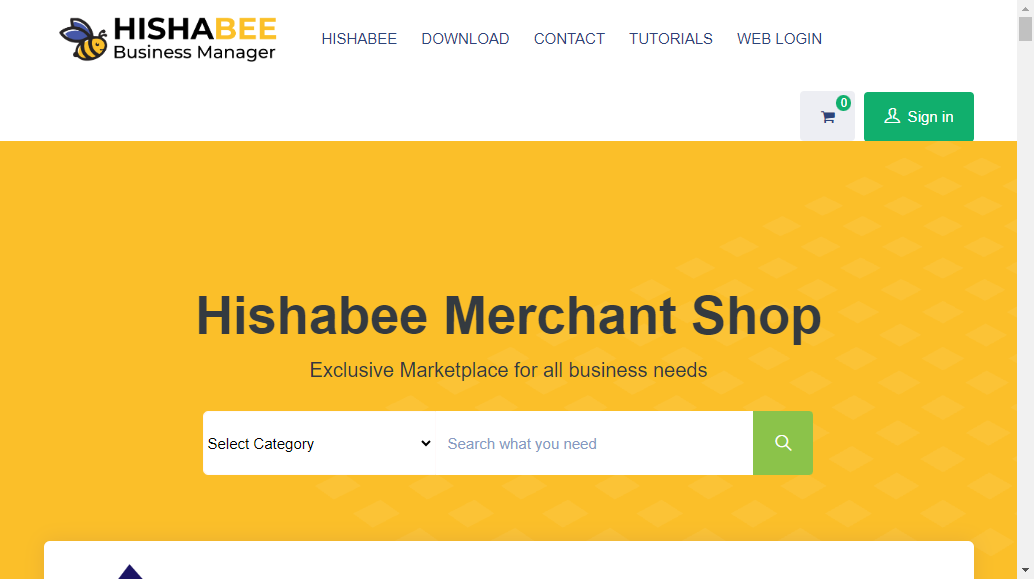 HISHABEE
Business Manager
HISHABEE DOWNLOAD CONTACT TUTORIALS WEB LOGIN
0
Sign in
Hishabee Merchant Shop
Exclusive Marketplace for all business needs
Select Category Search what you need